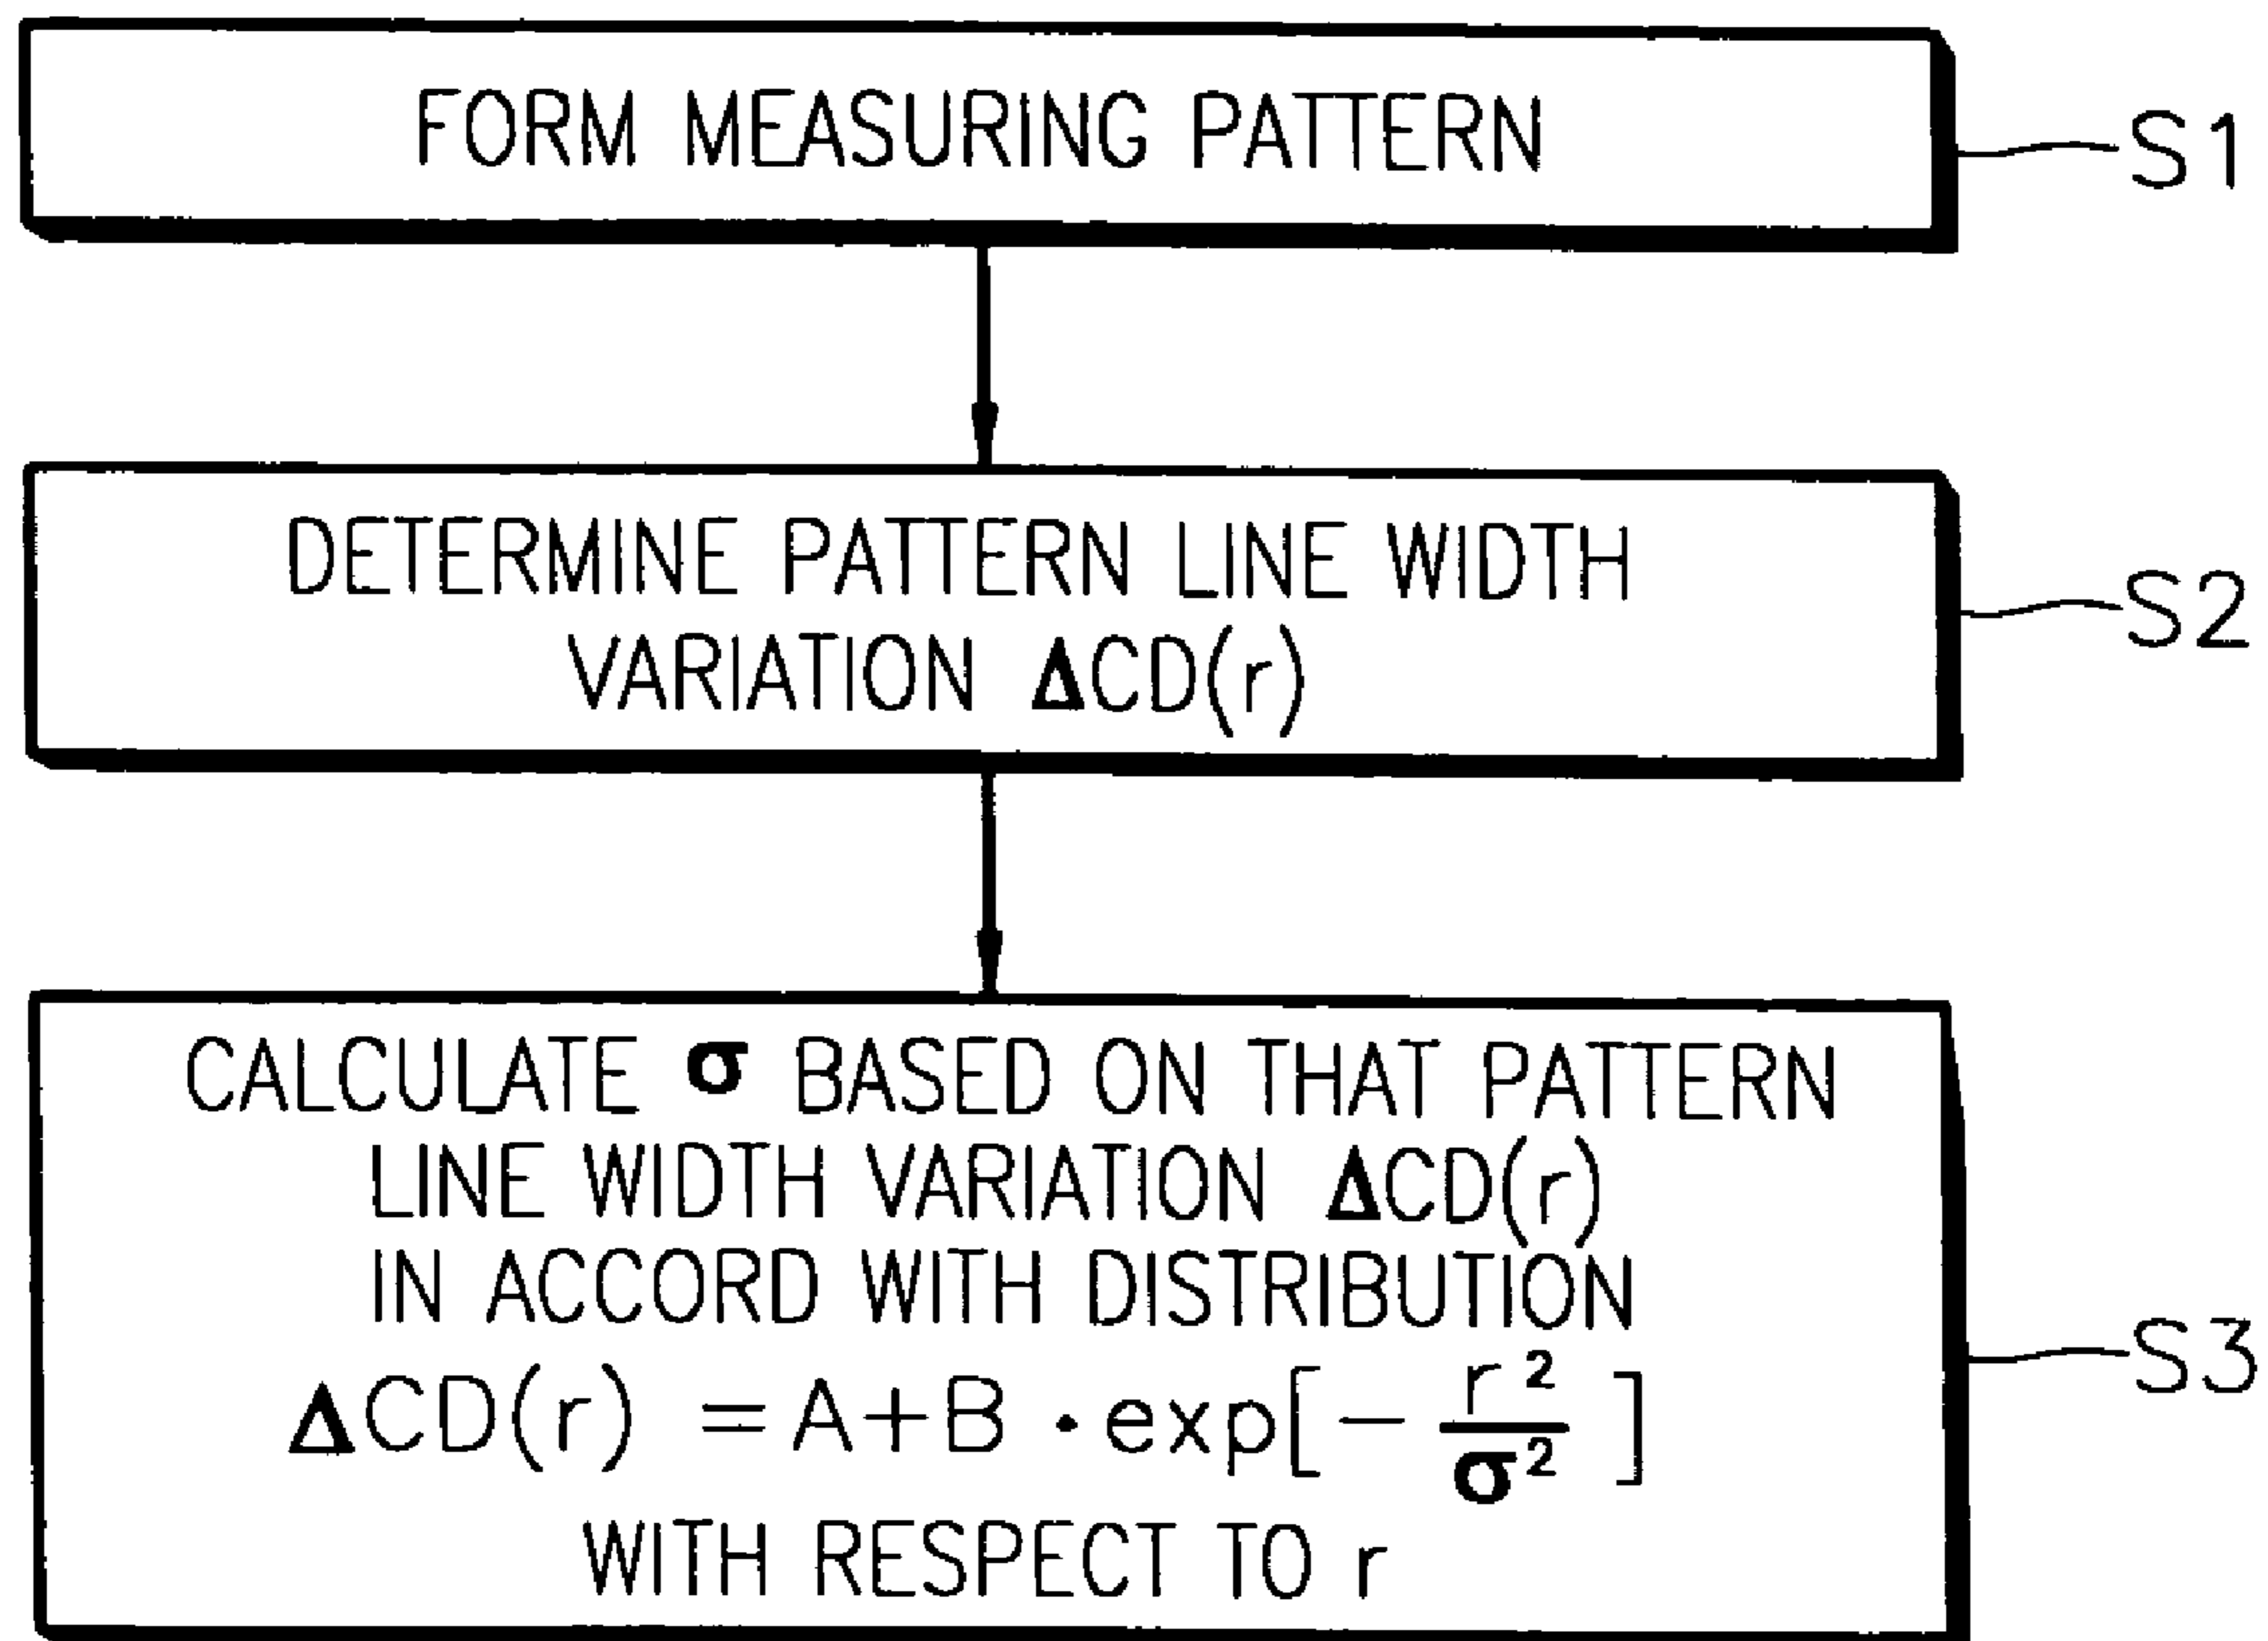 FORM MEASURING PATTERN
S1
DETERMINE PATTERN LINE WIDTH
VARIATION ΔCD(r)
S2
CALCULATE σ BASED ON THAT PATTERN
LINE WIDTH VARIATION ΔCD(r)
IN ACCORD WITH DISTRIBUTION
ΔCD(r) = A+B · exp[− r²/σ²]
WITH RESPECT TO r
S3